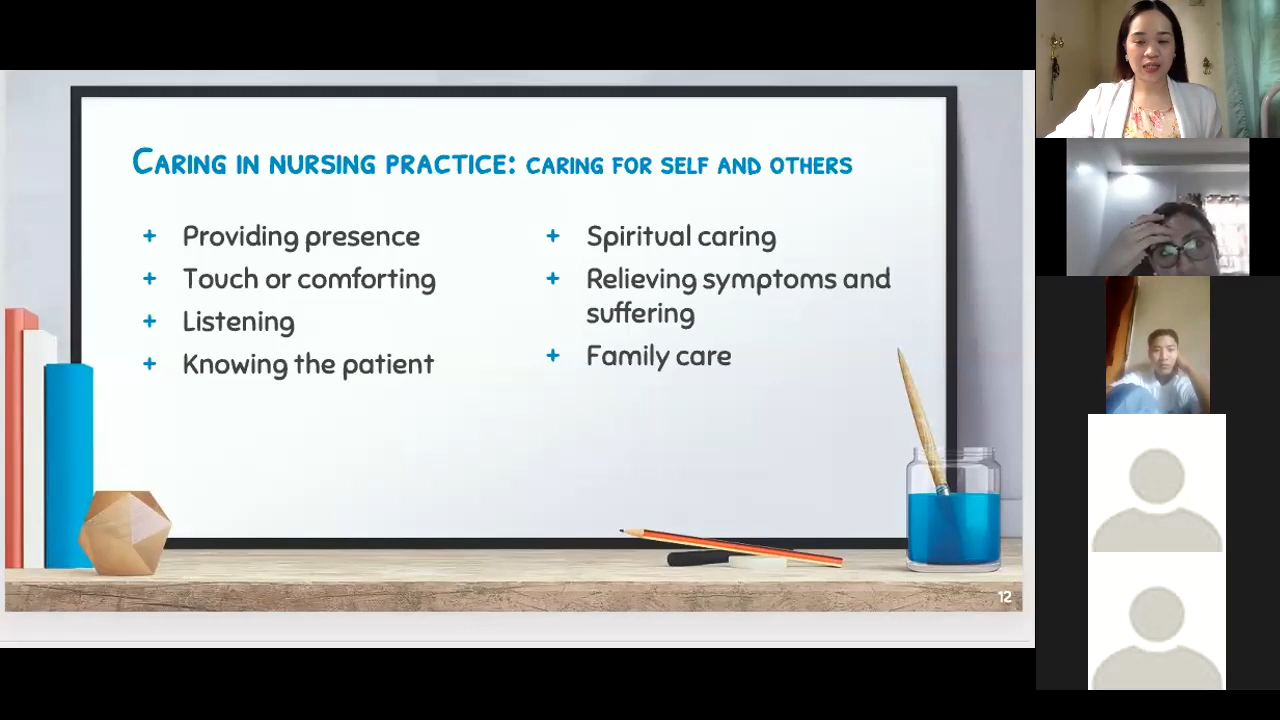 CARING IN NURSING PRACTICE: CARING FOR SELF AND OTHERS
+ Providing presence
+ Touch or comforting
+ Listening
+ Knowing the patient
+ Spiritual caring
+ Relieving symptoms and
suffering
+ Family care
12